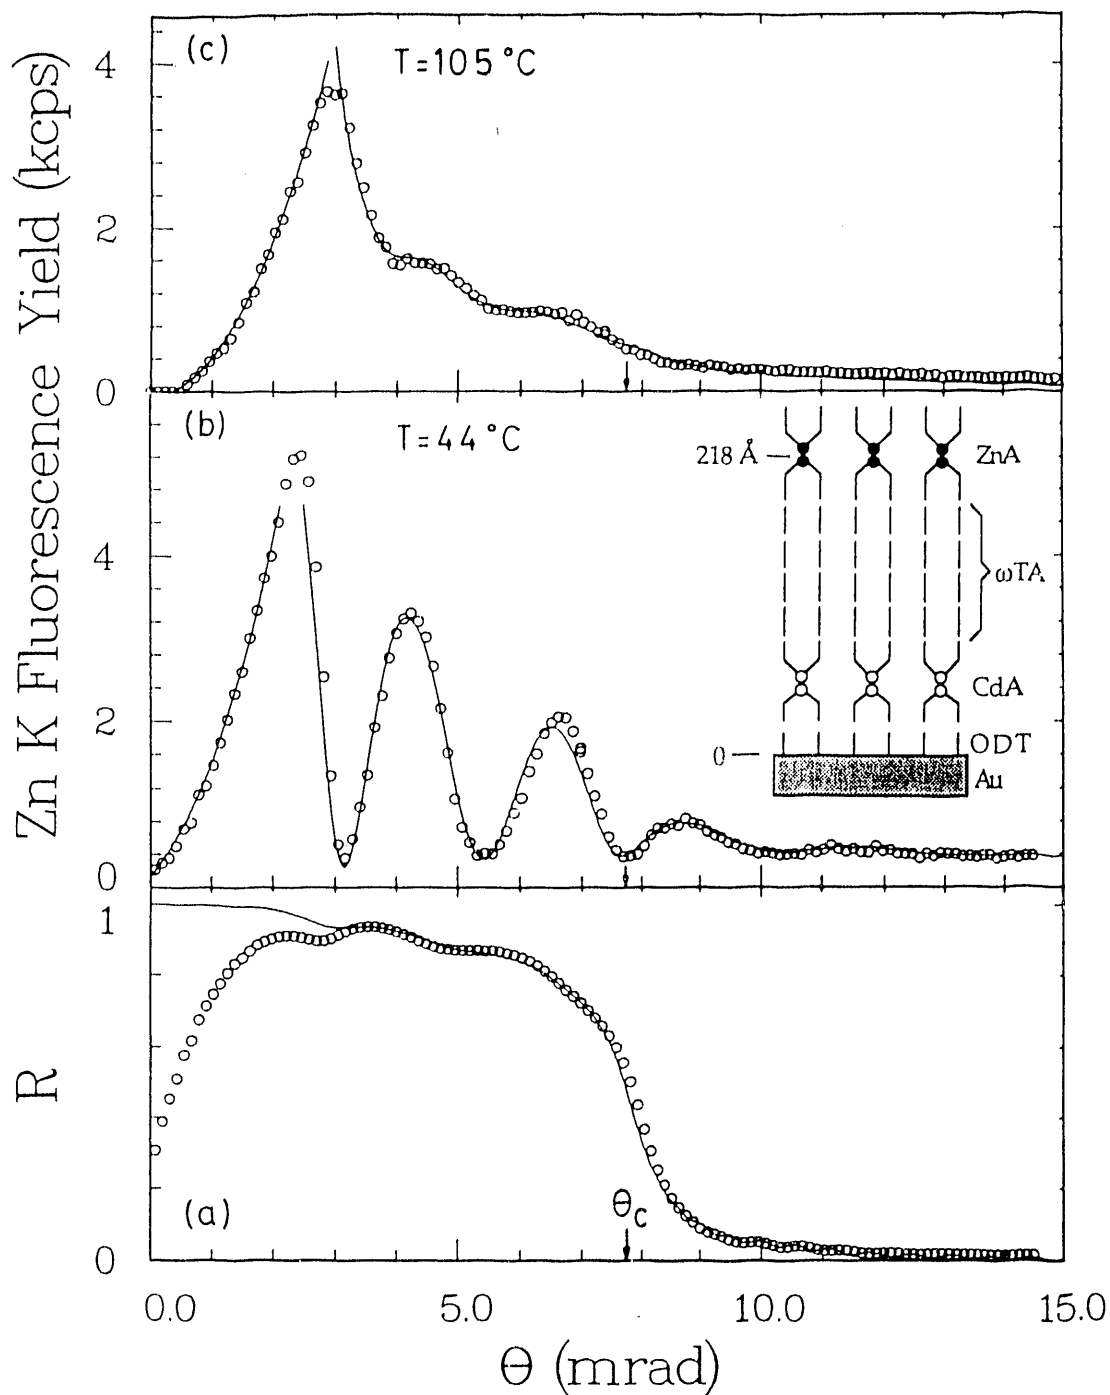 Zn K Fluorescence Yield (kcps)
(c)
T=105 °C
4
2
0
(b)
T=44 °C
4
2
0
218 Å
ZnA
ωTA
CdA
ODT
0
Au
R
1
0
(a)
Θc
0.0 5.0 10.0 15.0
Θ (mrad)